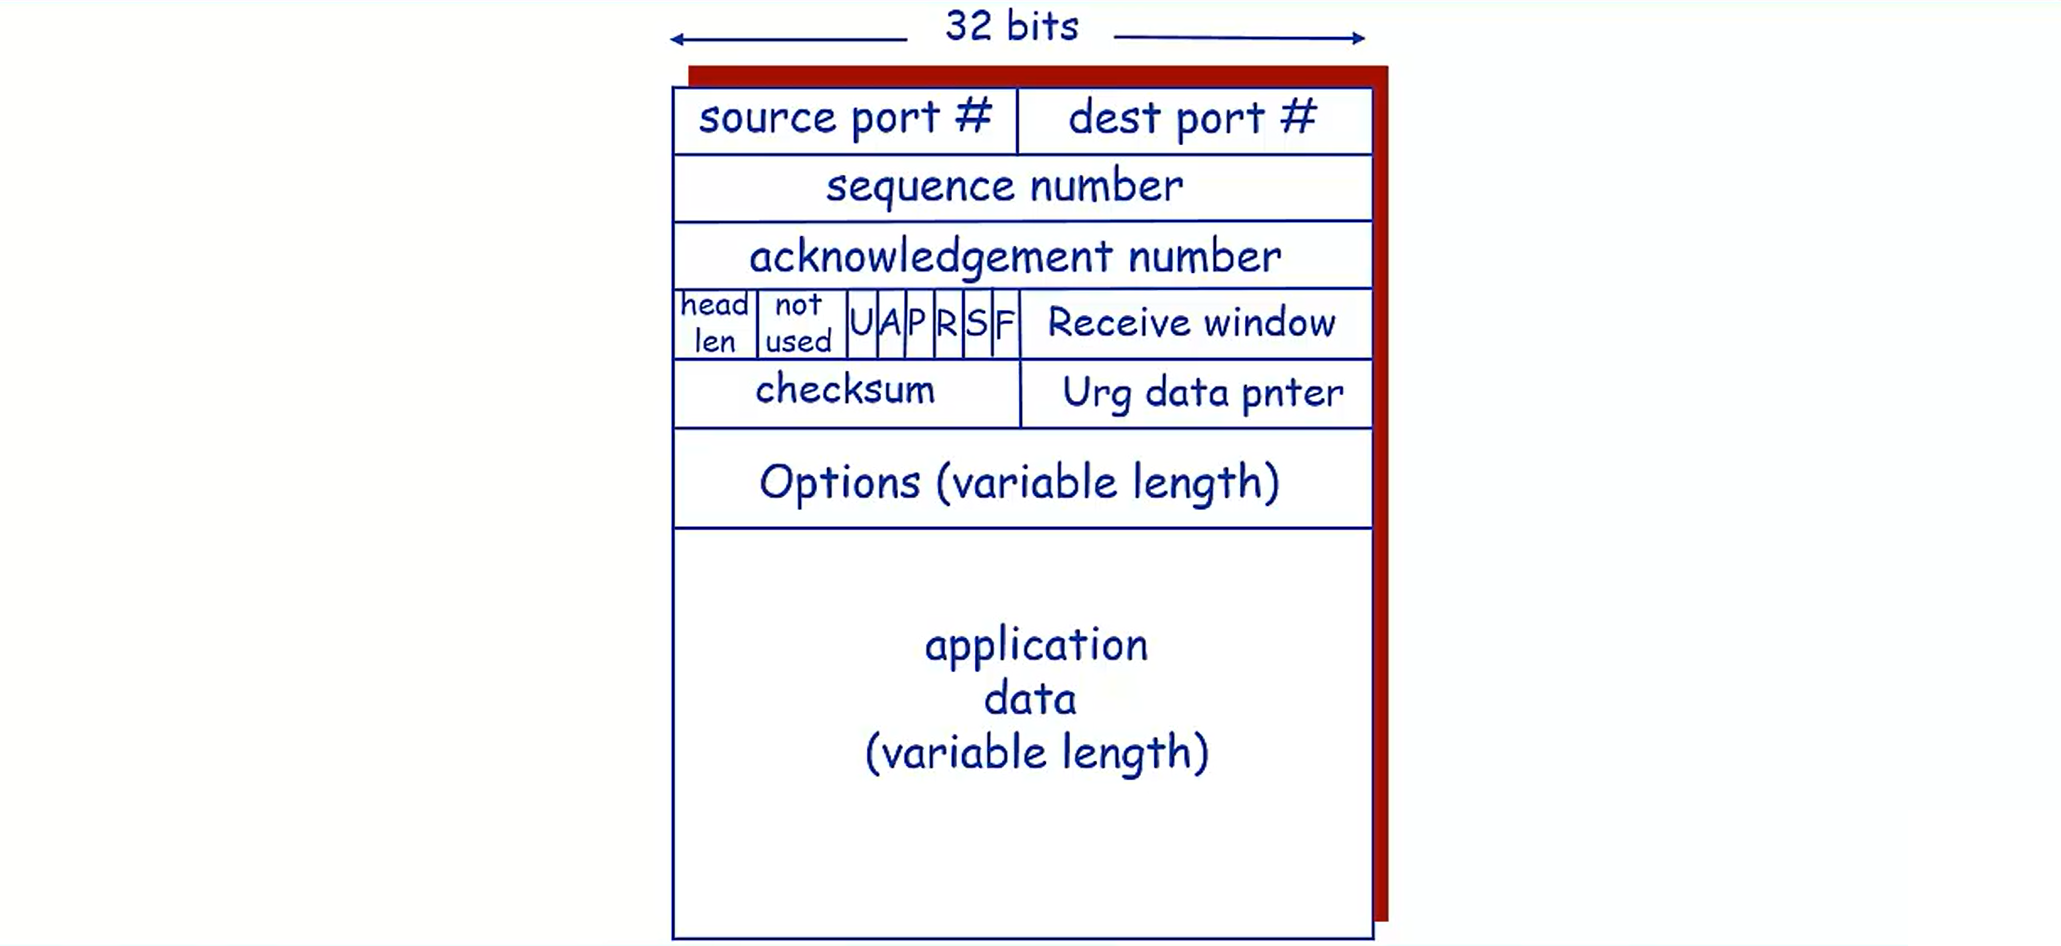 32 bits
source port # dest port #
sequence number
acknowledgement number
head len not used U A P R S F Receive window
checksum Urg data pnter
Options (variable length)
application
data
(variable length)